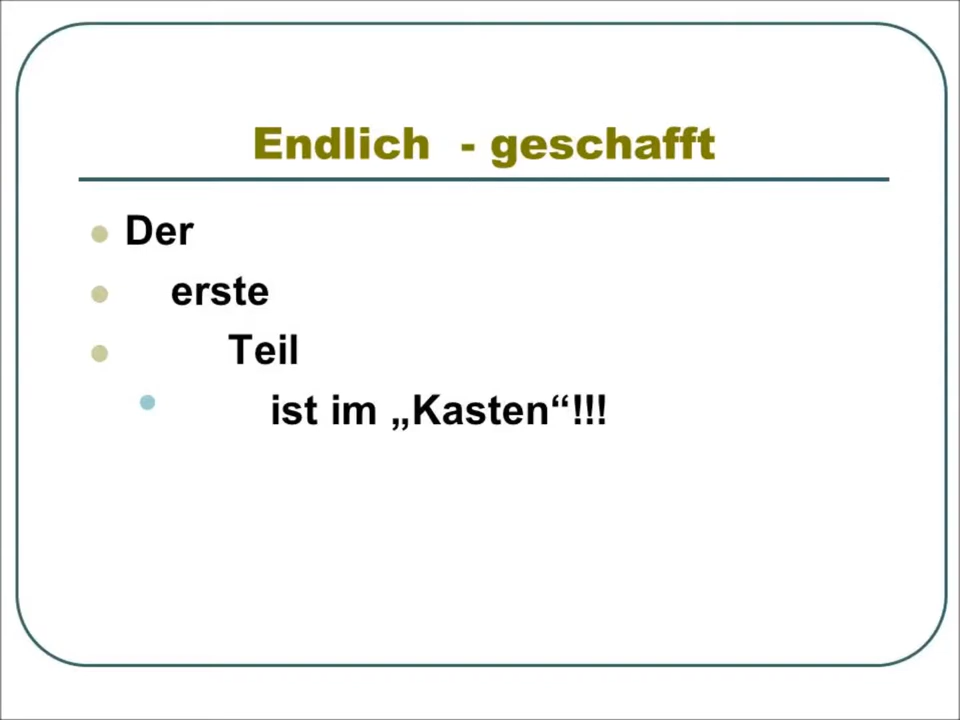 Endlich - geschafft
Der
erste
Teil
ist im „Kasten“!!!